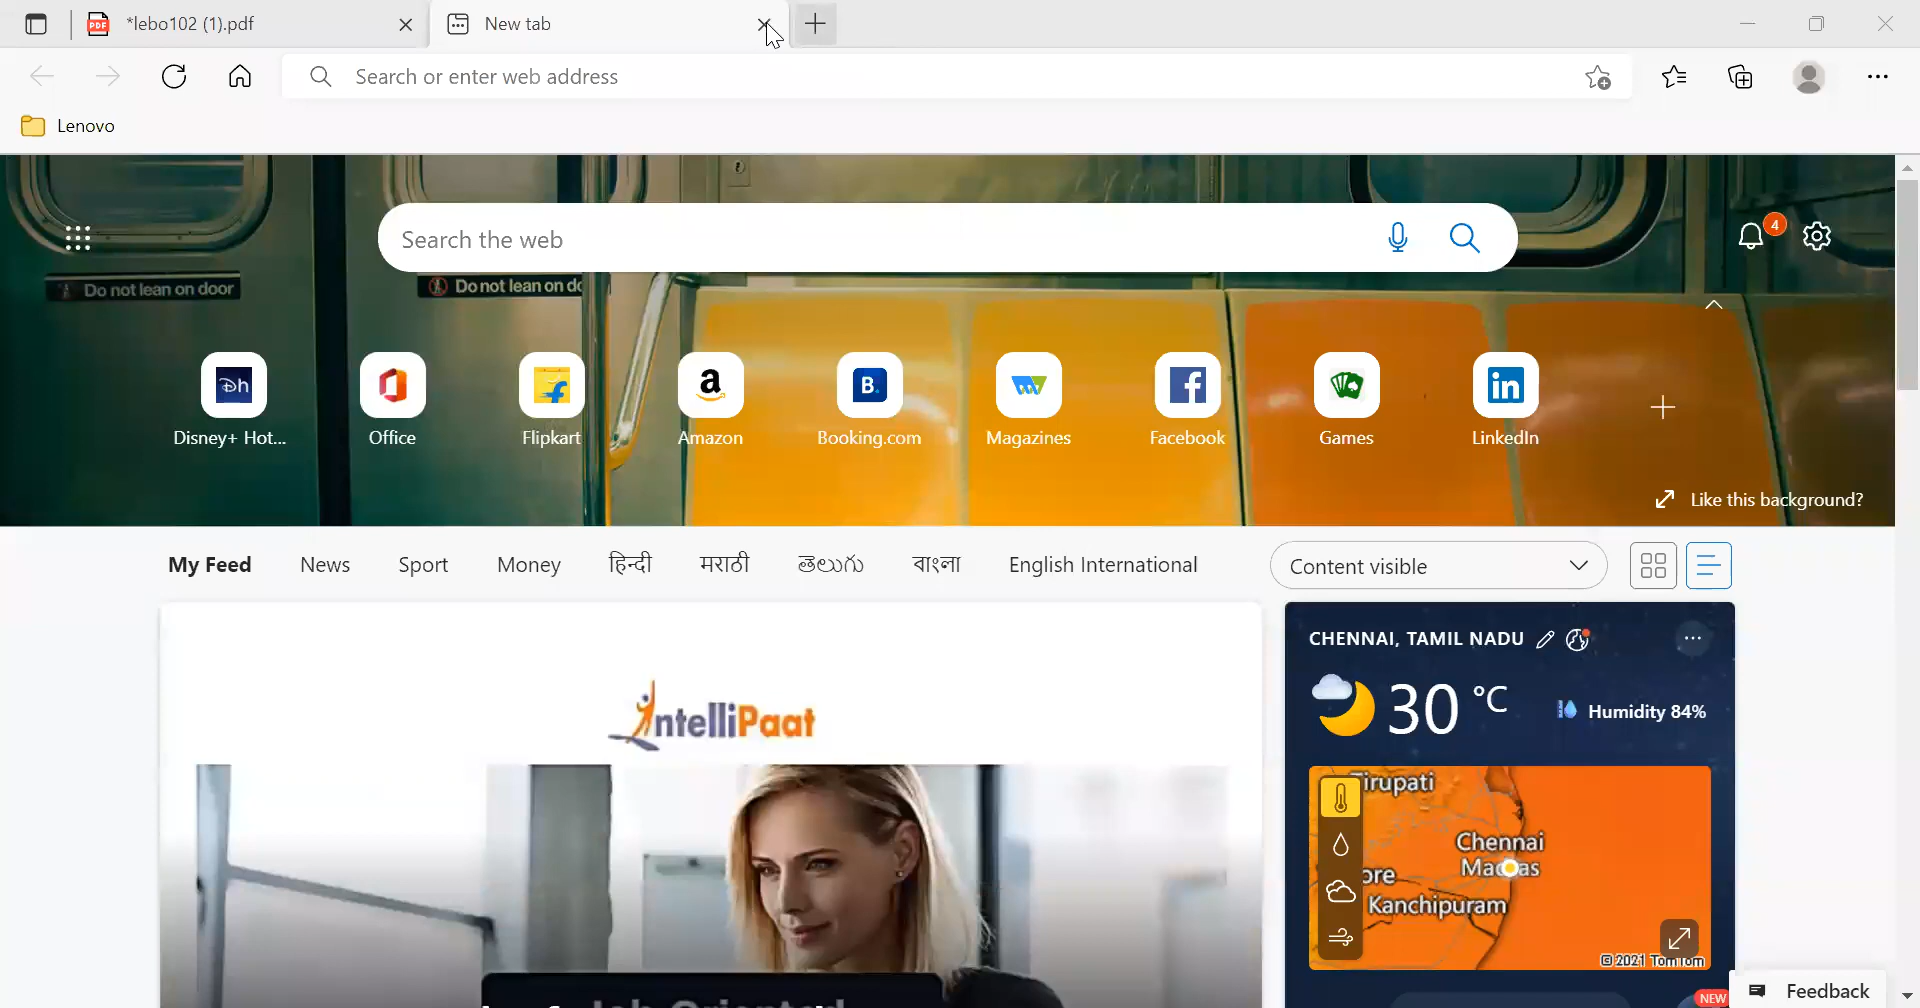 *lebo102 (1).pdf
New tab
Search or enter web address
Lenovo
Search the web
4
Do not lean on door
Do not lean on do
Disney+ Hot...
Office
Flipkart
Amazon
Booking.com
Magazines
Facebook
Games
LinkedIn
Like this background?
My Feed
News
Sport
Money
हिन्दी
मराठी
తెలుగు
বাংলা
English International
Content visible
IntelliPaat
CHENNAI, TAMIL NADU
30 °C
Humidity 84%
Tirupati
Chennai
Madras
ore
Kanchipuram
© 2021 TomTom
NEW
Feedback